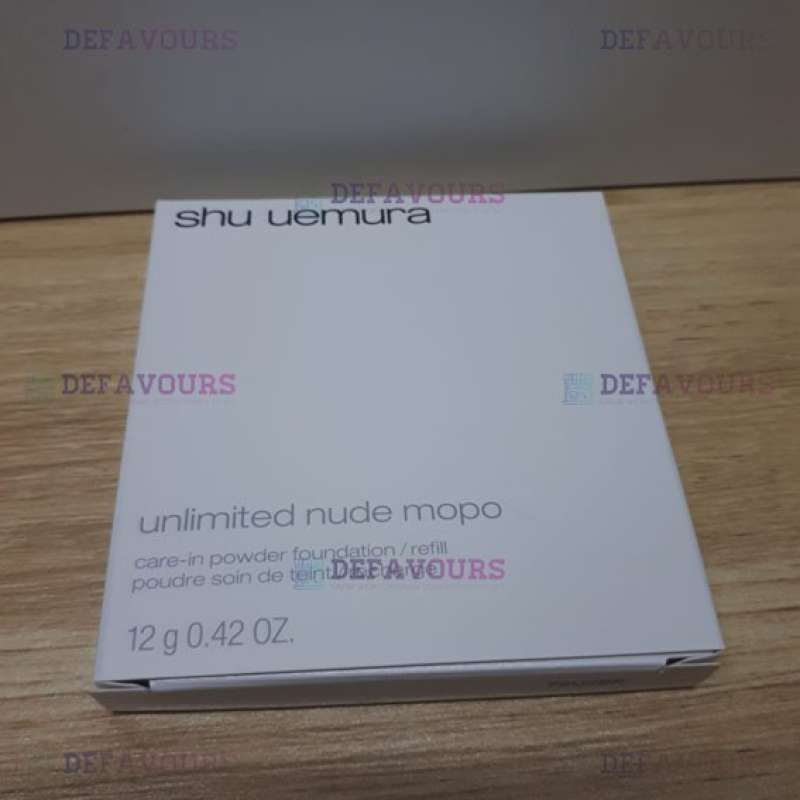 DEFAVOURS
DEFAVOURS
DEFAVOURS
shu uemura
DEFAVOURS
DEFAVOURS
unlimited nude mopo
care-in powder foundation / refill
poudre soin de teint /
DEFAVOURS
12 g 0.42 OZ.
DEFAVOURS
DEFAVOURS